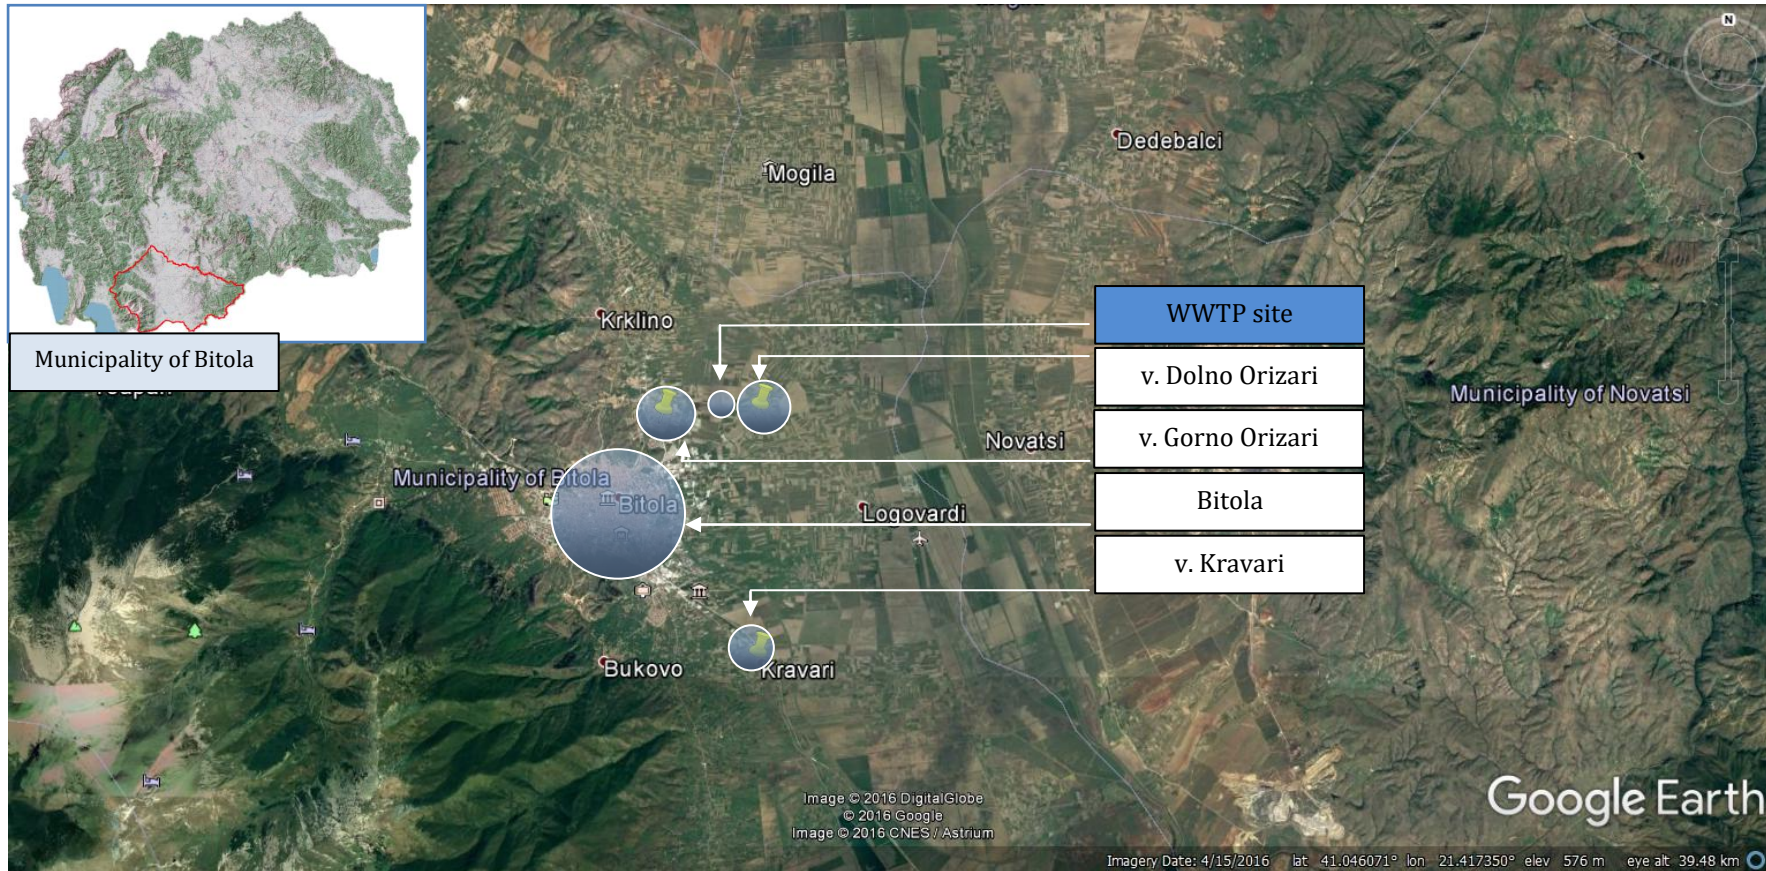 Mogila
Dedebalci
Krklino
Municipality of Bitola
WWTP site
v. Dolno Orizari
v. Gorno Orizari
Bitola
v. Kravari
Municipality of Novatsi
Novatsi
Municipality of Bitola
Bitola
Logovardi
Bukovo
Kravari
N
Image © 2016 DigitalGlobe
© 2016 Google
Image © 2016 CNES / Astrium
Google Earth
Imagery Date: 4/15/2016 lat 41.046071° lon 21.417350° elev 576 m eye alt 39.48 km